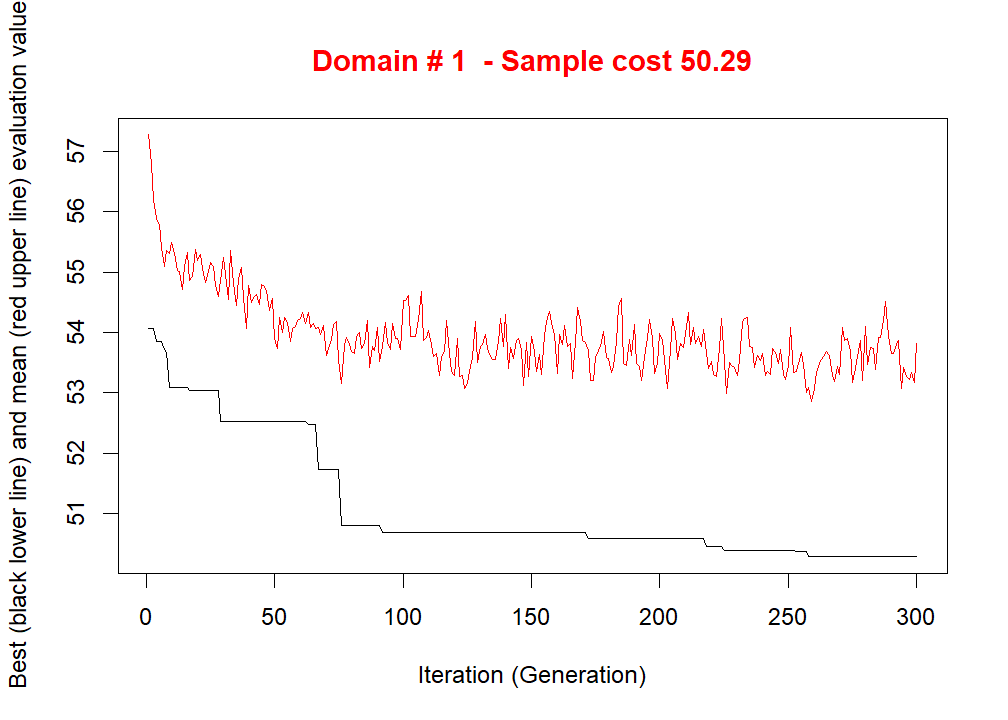 Domain # 1  - Sample cost 50.29
Best (black lower line) and mean (red upper line) evaluation value
57
56
55
54
53
52
51
0 50 100 150 200 250 300
Iteration (Generation)